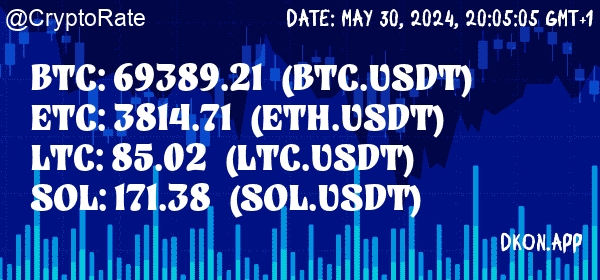 @CryptoRate
DATE: MAY 30, 2024, 20:05:05 GMT+1
BTC: 69389.21 (BTC.USDT)
ETC: 3814.71 (ETH.USDT)
LTC: 85.02 (LTC.USDT)
SOL: 171.38 (SOL.USDT)
DKON.APP